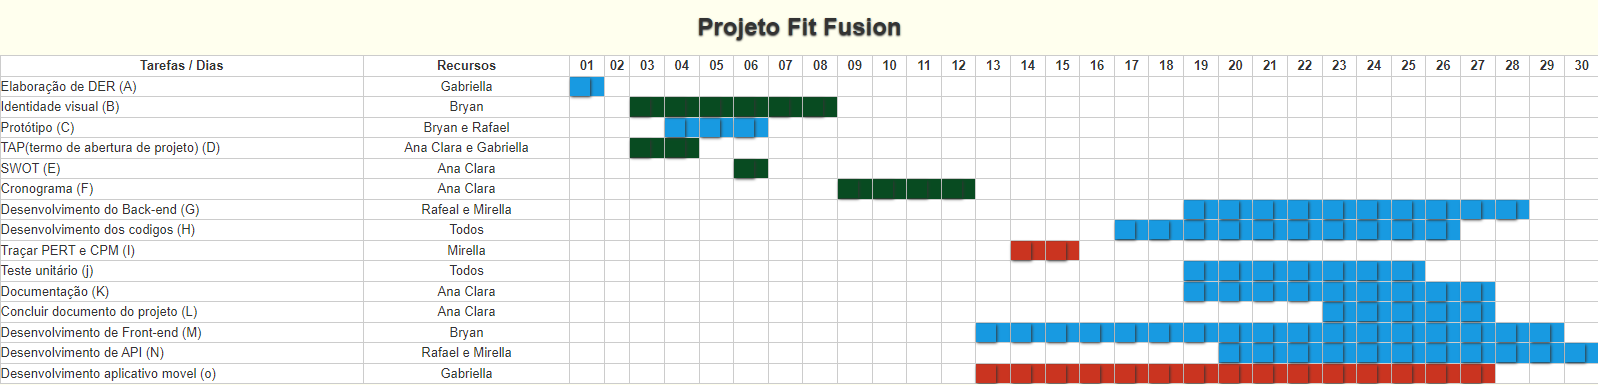 Projeto Fit Fusion
Tarefas / Dias Recursos 01 02 03 04 05 06 07 08 09 10 11 12 13 14 15 16 17 18 19 20 21 22 23 24 25 26 27 28 29 30
Elaboração de DER (A) Gabriella
Identidade visual (B) Bryan
Protótipo (C) Bryan e Rafael
TAP(termo de abertura de projeto) (D) Ana Clara e Gabriella
SWOT (E) Ana Clara
Cronograma (F) Ana Clara
Desenvolvimento do Back-end (G) Rafeal e Mirella
Desenvolvimento dos codigos (H) Todos
Traçar PERT e CPM (I) Mirella
Teste unitário (j) Todos
Documentação (K) Ana Clara
Concluir documento do projeto (L) Ana Clara
Desenvolvimento de Front-end (M) Bryan
Desenvolvimento de API (N) Rafael e Mirella
Desenvolvimento aplicativo movel (o) Gabriella